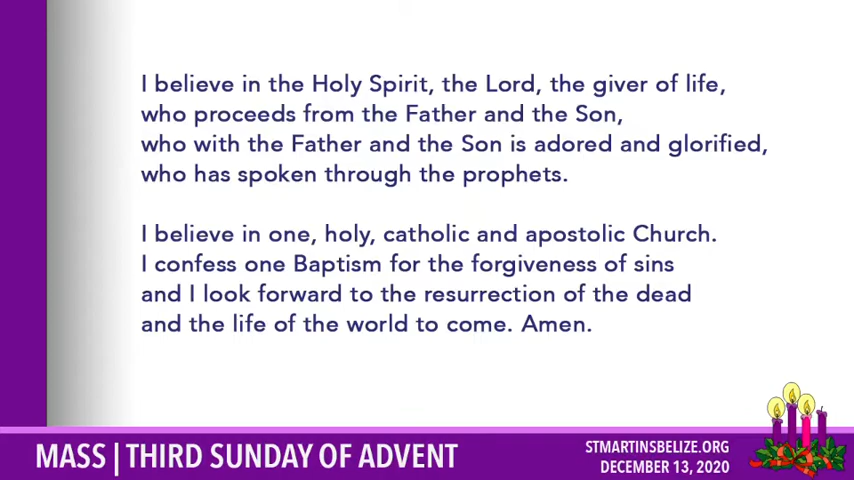 I believe in the Holy Spirit, the Lord, the giver of life,
who proceeds from the Father and the Son,
who with the Father and the Son is adored and glorified,
who has spoken through the prophets.
I believe in one, holy, catholic and apostolic Church.
I confess one Baptism for the forgiveness of sins
and I look forward to the resurrection of the dead
and the life of the world to come. Amen.
MASS | THIRD SUNDAY OF ADVENT
STMARTINSBELIZE.ORG
DECEMBER 13, 2020